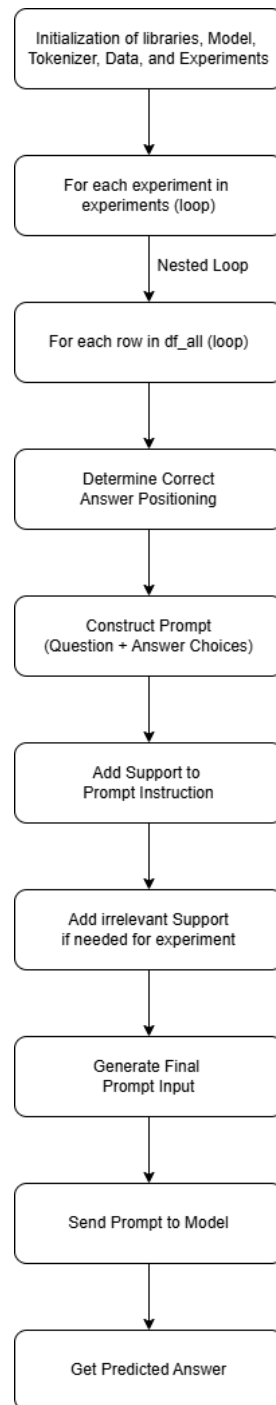 Initialization of libraries, Model,
Tokenizer, Data, and Experiments
For each experiment in
experiments (loop)
Nested Loop
For each row in df_all (loop)
Determine Correct
Answer Positioning
Construct Prompt
(Question + Answer Choices)
Add Support to
Prompt Instruction
Add irrelevant Support
if needed for experiment
Generate Final
Prompt Input
Send Prompt to Model
Get Predicted Answer